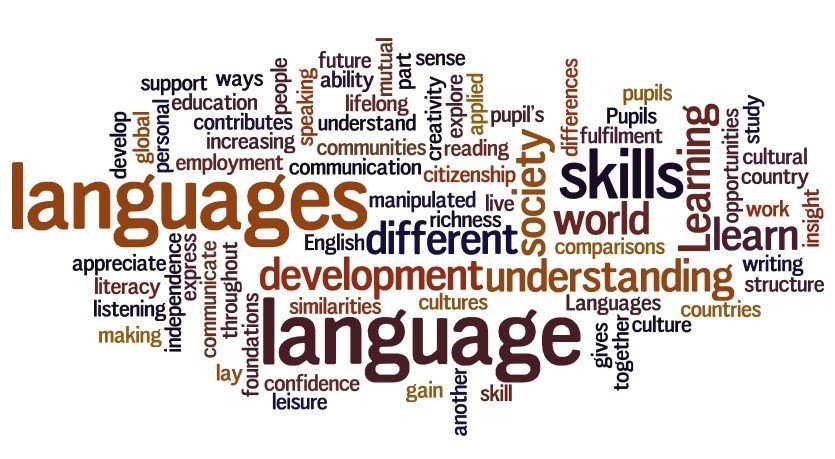 future
mutual
part
sense
support
ways
people
ability
education
speaking
lifelong
creativity
explore
applied
differences
pupils
develop
global
personal
contributes
understand
pupil's
Pupils
Learning
opportunities
study
increasing
communities
reading
society
fulfilment
employment
communication
citizenship
skills
cultural
country
languages
manipulated
live
richness
world
work
insight
English
different
comparisons
learn
appreciate
independence
express
communicate
throughout
development
understanding
writing
literacy
structure
listening
foundations
similarities
cultures
Languages
countries
making
language
gives
together
culture
lay
confidence
gain
another
skill
leisure